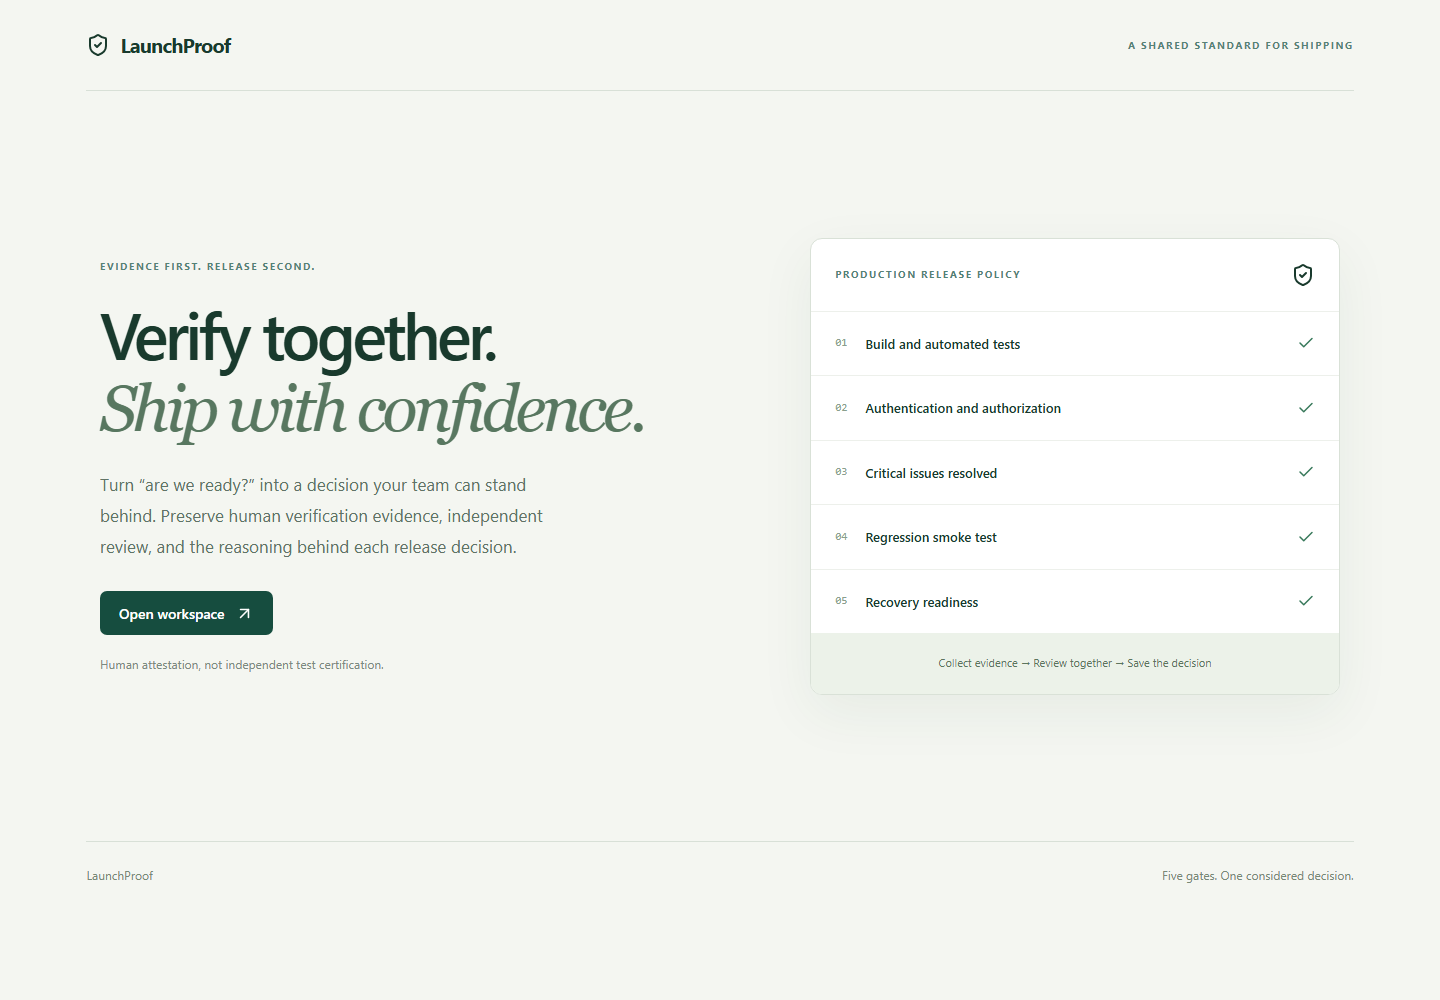 LaunchProof
A SHARED STANDARD FOR SHIPPING
EVIDENCE FIRST. RELEASE SECOND.
Verify together.
Ship with confidence.
Turn “are we ready?” into a decision your team can stand
behind. Preserve human verification evidence, independent
review, and the reasoning behind each release decision.
Open workspace
Human attestation, not independent test certification.
PRODUCTION RELEASE POLICY
01 Build and automated tests
02 Authentication and authorization
03 Critical issues resolved
04 Regression smoke test
05 Recovery readiness
Collect evidence → Review together → Save the decision
LaunchProof
Five gates. One considered decision.